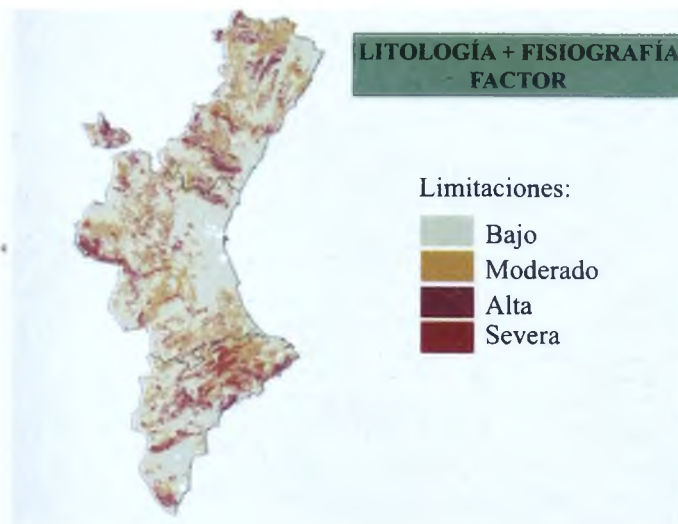 LITOLOGÍA + FISIOGRAFÍA
FACTOR
Limitaciones:
Bajo
Moderado
Alta
Severa